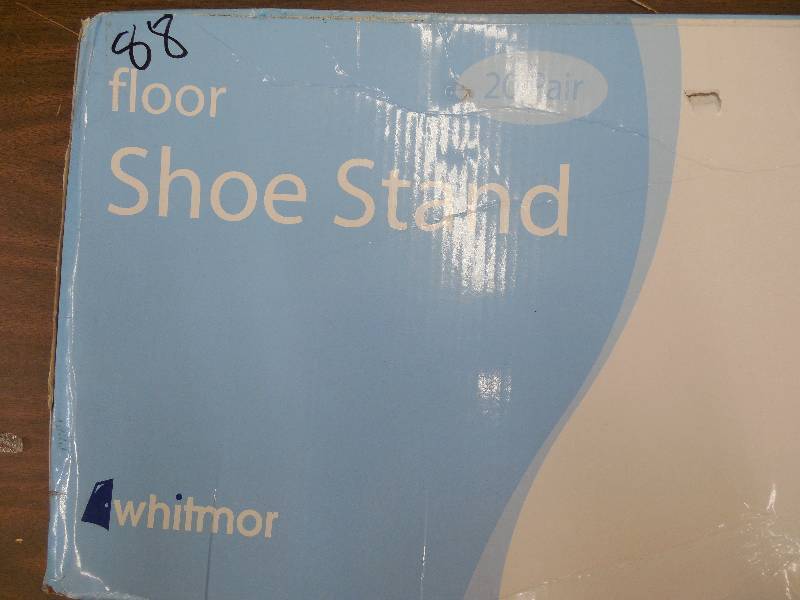 88
floor
20 Pair
Shoe Stand
whitmor